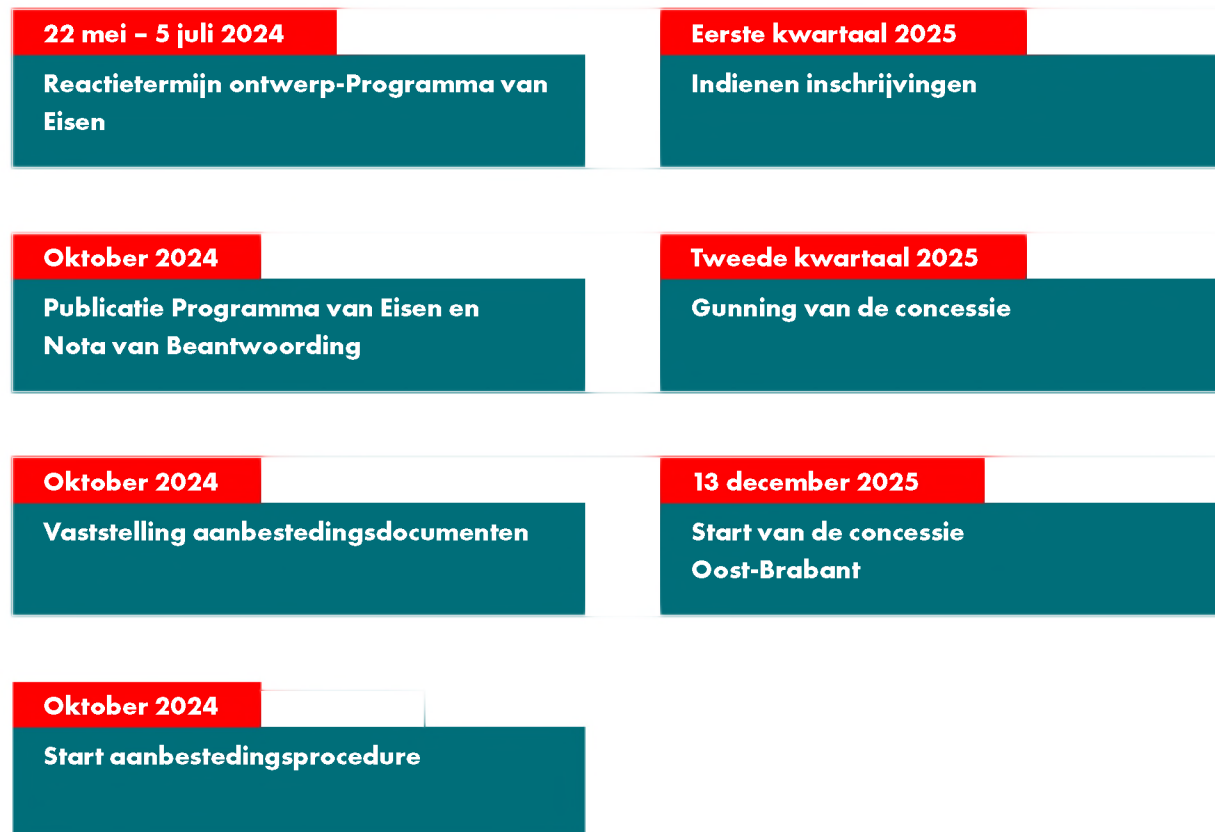 22 mei – 5 juli 2024
Reactietermijn ontwerp-Programma van
Eisen
Oktober 2024
Publicatie Programma van Eisen en
Nota van Beantwoording
Oktober 2024
Vaststelling aanbestedingsdocumenten
Oktober 2024
Start aanbestedingsprocedure
Eerste kwartaal 2025
Indienen inschrijvingen
Tweede kwartaal 2025
Gunning van de concessie
13 december 2025
Start van de concessie
Oost-Brabant